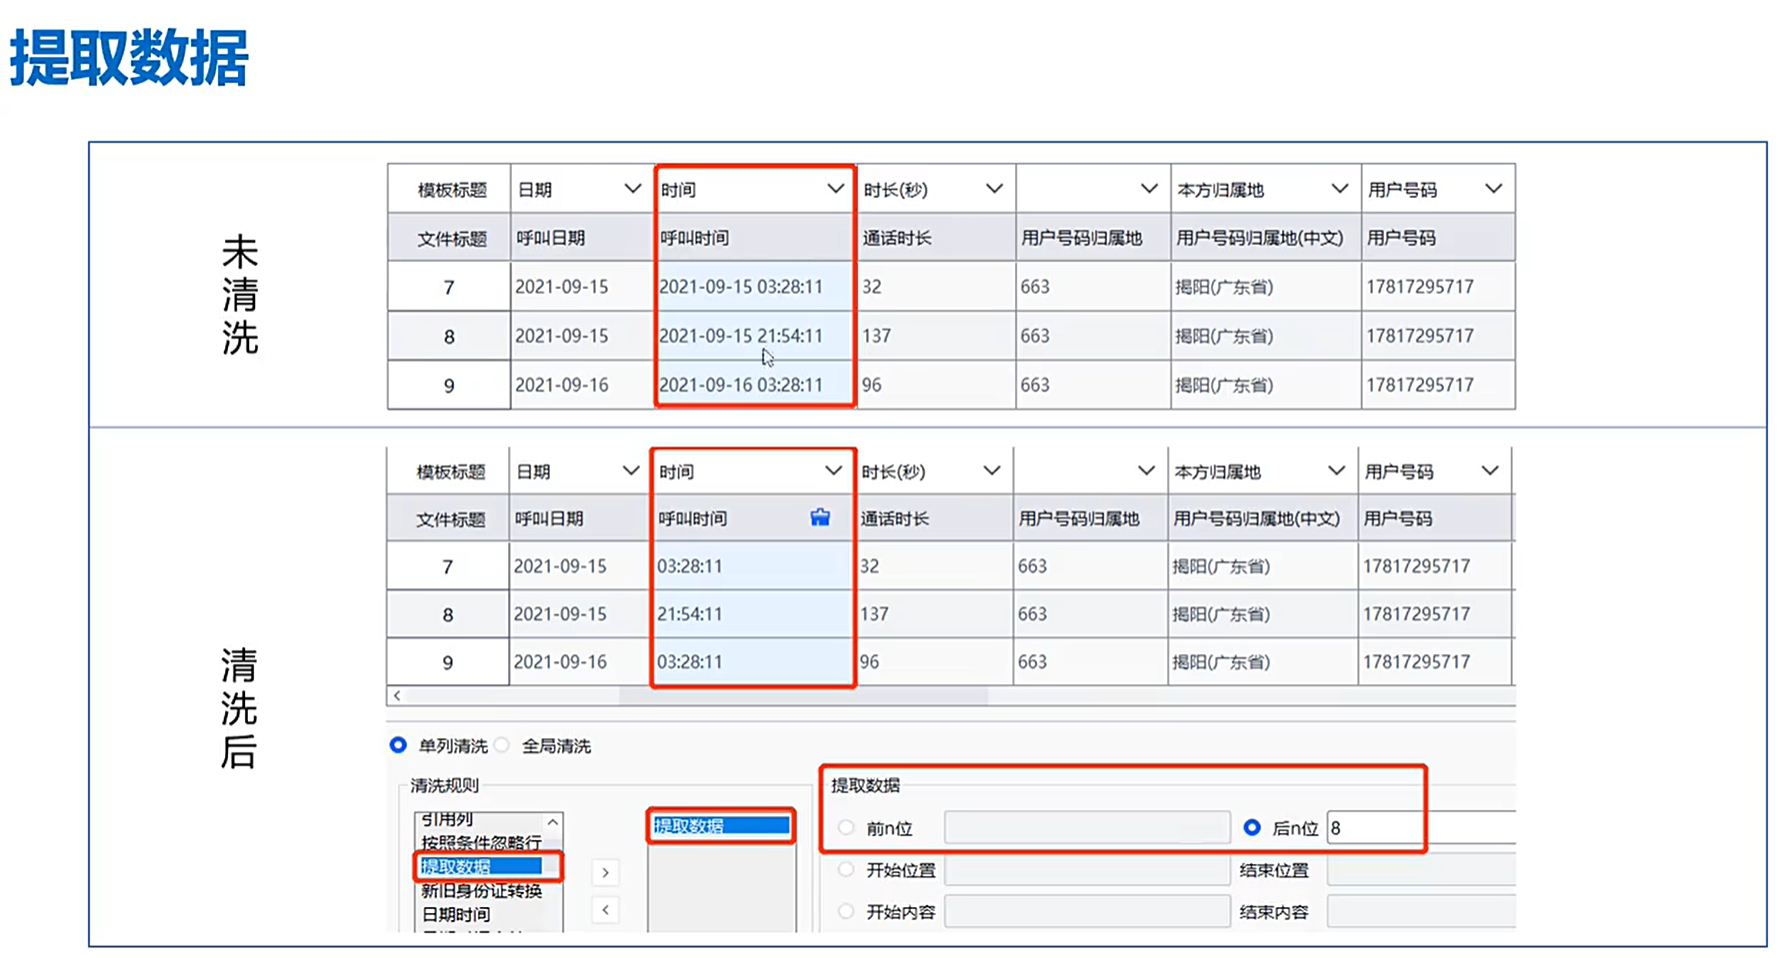 提取数据
未清洗
模板标题 日期 时间 时长(秒) 本方归属地 用户号码
文件标题 呼叫日期 呼叫时间 通话时长 用户号码归属地 用户号码归属地(中文) 用户号码
7 2021-09-15 2021-09-15 03:28:11 32 663 揭阳(广东省) 17817295717
8 2021-09-15 2021-09-15 21:54:11 137 663 揭阳(广东省) 17817295717
9 2021-09-16 2021-09-16 03:28:11 96 663 揭阳(广东省) 17817295717
清洗后
模板标题 日期 时间 时长(秒) 本方归属地 用户号码
文件标题 呼叫日期 呼叫时间 通话时长 用户号码归属地 用户号码归属地(中文) 用户号码
7 2021-09-15 03:28:11 32 663 揭阳(广东省) 17817295717
8 2021-09-15 21:54:11 137 663 揭阳(广东省) 17817295717
9 2021-09-16 03:28:11 96 663 揭阳(广东省) 17817295717
单列清洗 全局清洗
清洗规则
引用列
按照条件忽略行
提取数据
新旧身份证转换
日期时间
提取数据
提取数据
前n位 后n位 8
开始位置 结束位置
开始内容 结束内容